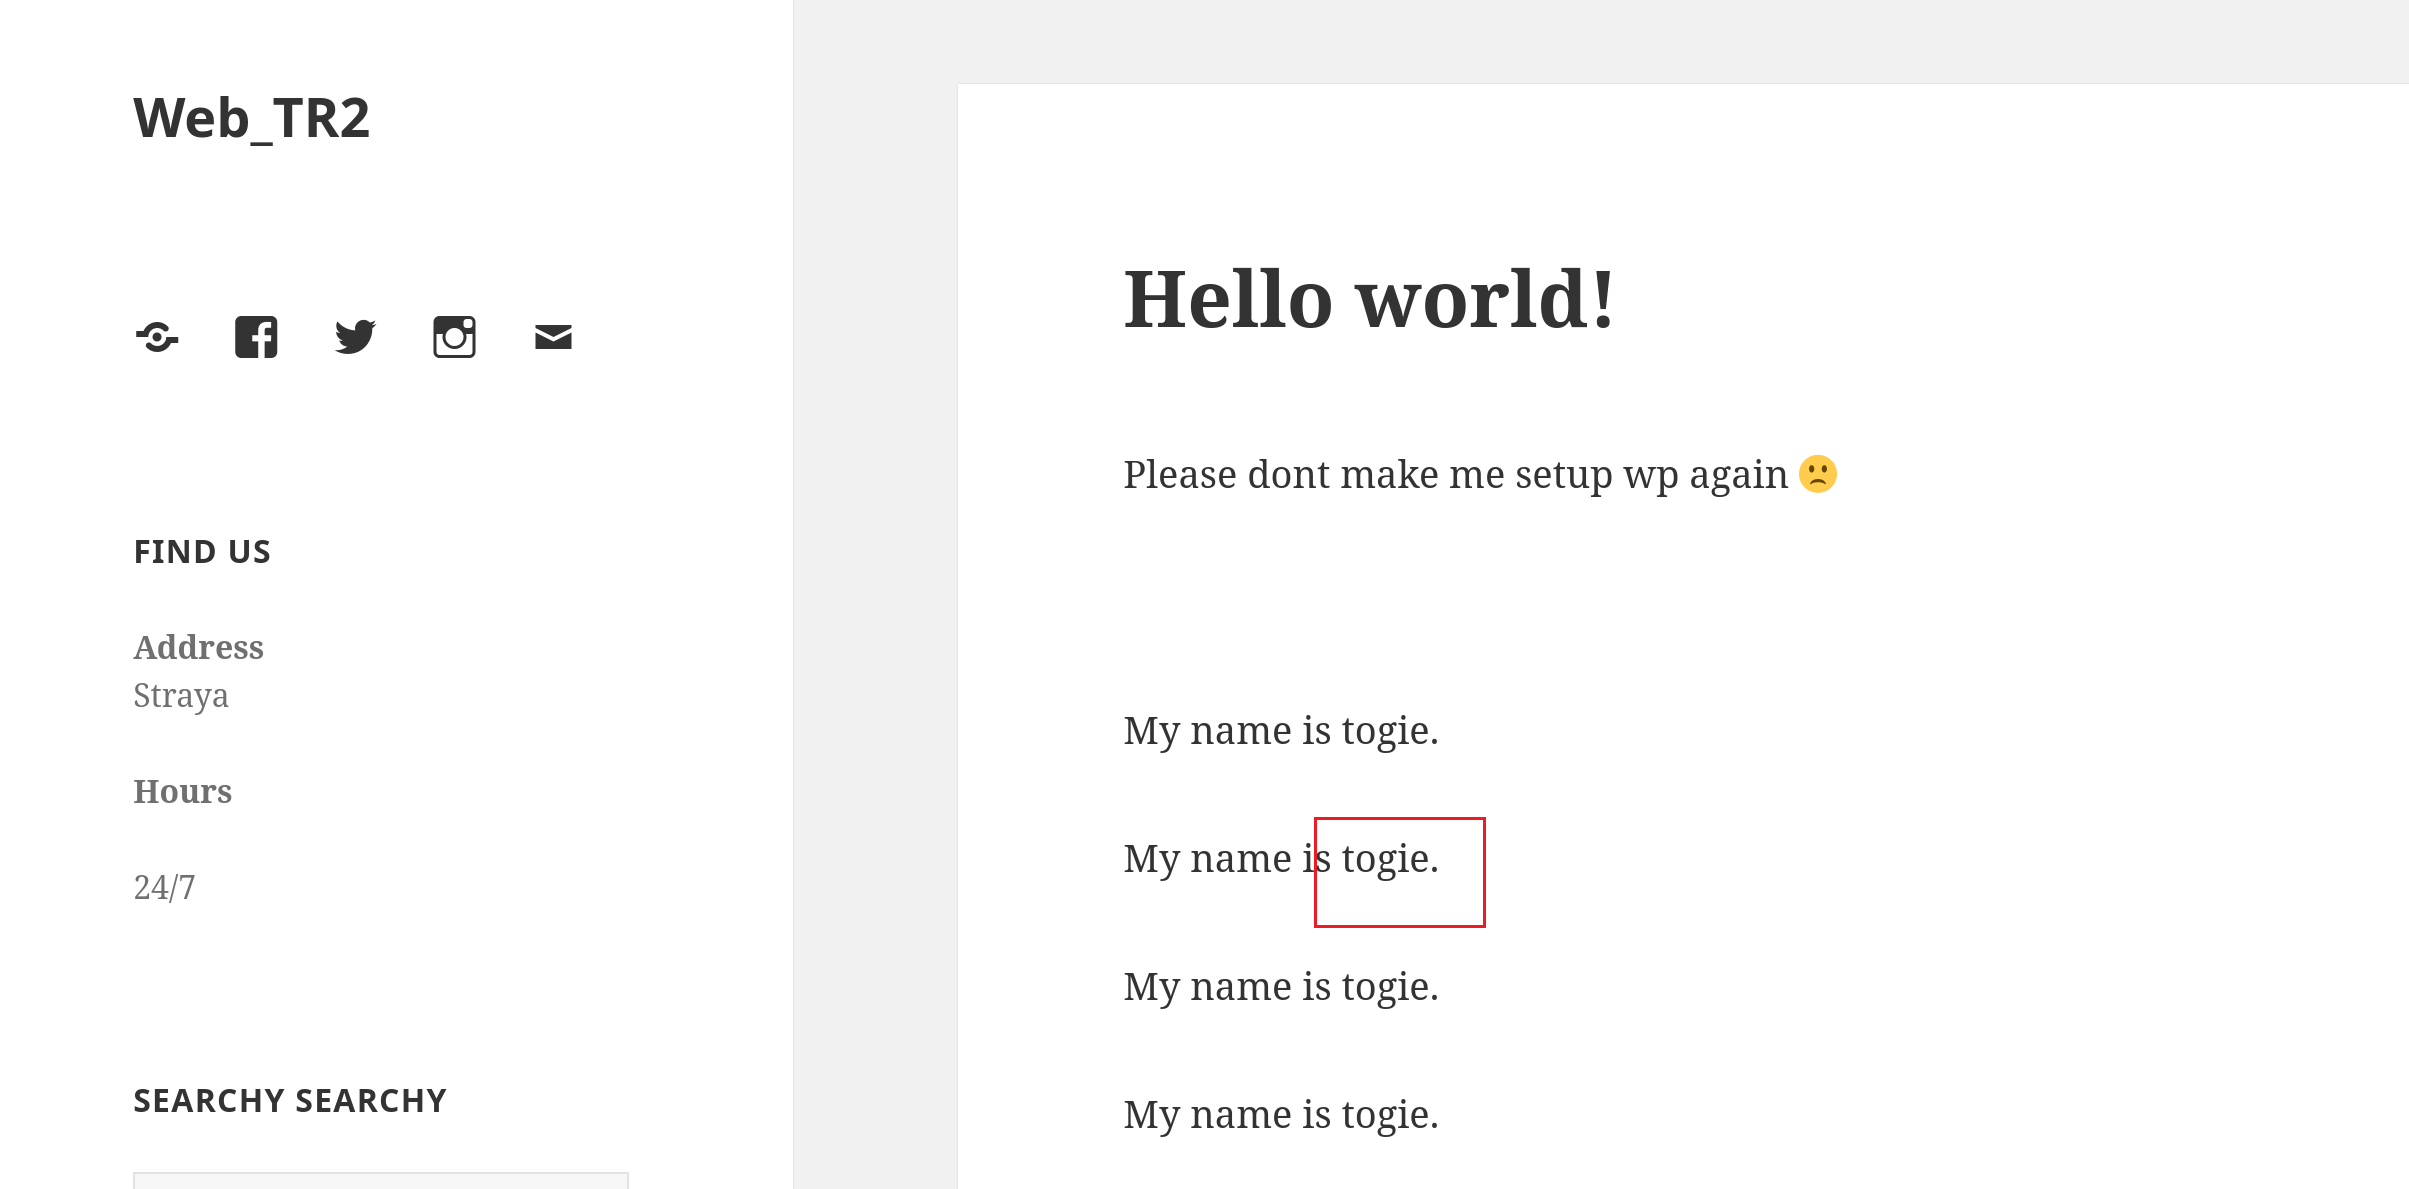 Web_TR2
FIND US
Address
Straya
Hours
24/7
SEARCHY SEARCHY
Hello world!
Please dont make me setup wp again 🙁
My name is togie.
My name is togie.
My name is togie.
My name is togie.